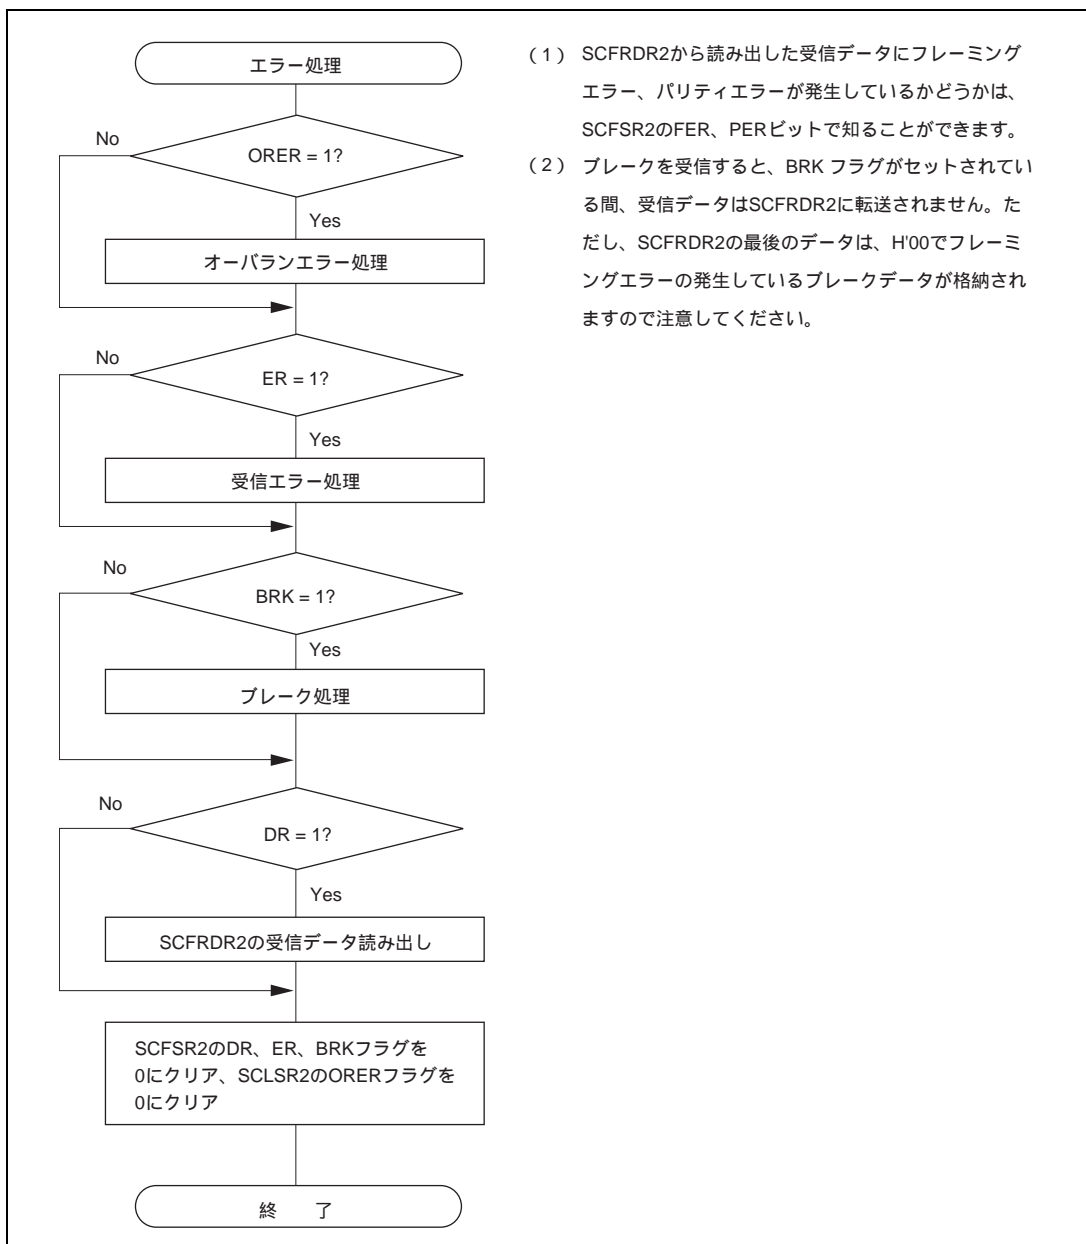 エラー処理
No
ORER = 1?
Yes
オーバランエラー処理
No
ER = 1?
Yes
受信エラー処理
No
BRK = 1?
Yes
ブレーク処理
No
DR = 1?
Yes
SCFRDR2の受信データ読み出し
SCFSR2のDR、ER、BRKフラグを
0にクリア、SCLSR2のORERフラグを
0にクリア
終　了
（1） SCFRDR2から読み出した受信データにフレーミング
エラー、パリティエラーが発生しているかどうかは、
SCFSR2のFER、PERビットで知ることができます。
（2） ブレークを受信すると、BRK フラグがセットされてい
る間、受信データはSCFRDR2に転送されません。た
だし、SCFRDR2の最後のデータは、H'00でフレーミ
ングエラーの発生しているブレークデータが格納され
ますので注意してください。